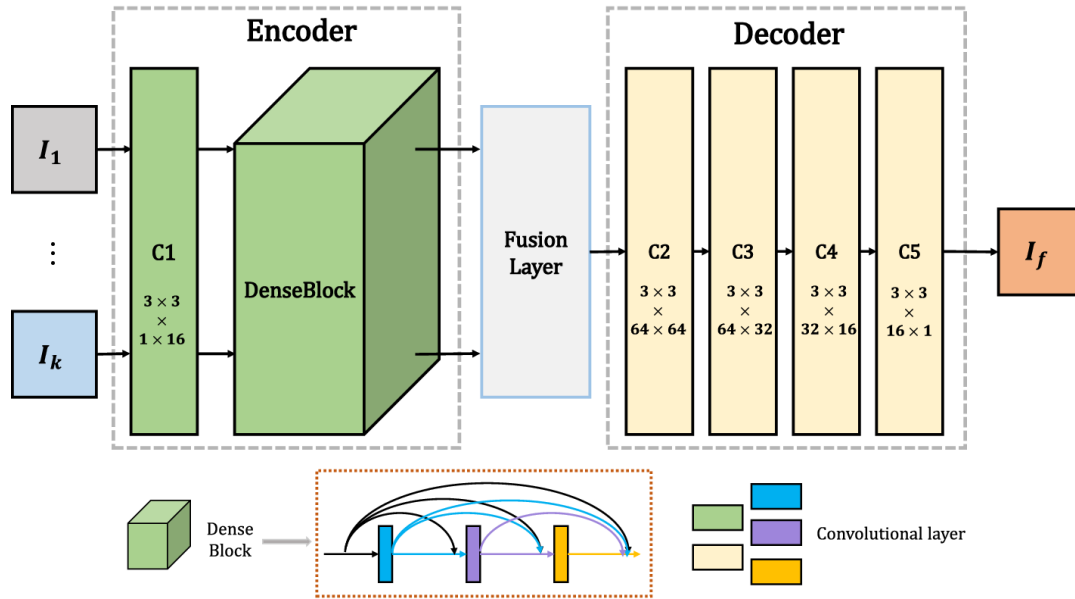 Encoder
Decoder
I₁
⋮
Iₖ
C1
3 × 3
×
1 × 16
DenseBlock
Fusion
Layer
C2
3 × 3
×
64 × 64
C3
3 × 3
×
64 × 32
C4
3 × 3
×
32 × 16
C5
3 × 3
×
16 × 1
I_f
Dense
Block
Convolutional layer